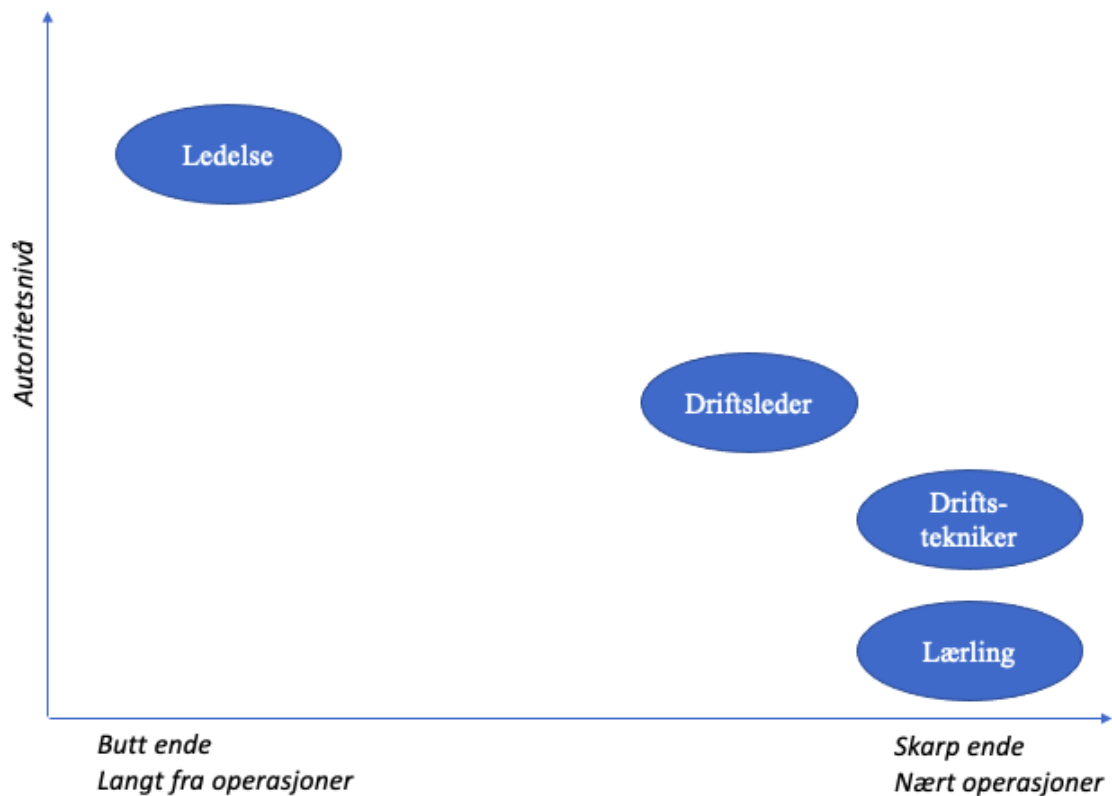 Ledelse
Autoritetsnivå
Driftsleder
Drifts-
tekniker
Lærling
Butt ende
Langt fra operasjoner
Skarp ende
Nært operasjoner